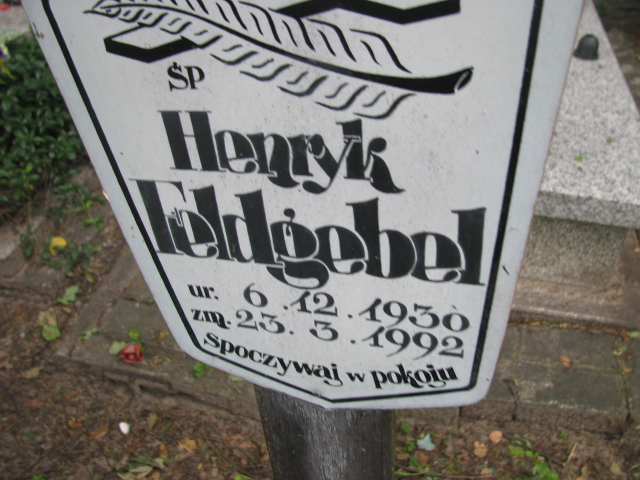 ŚP
Henryk
Feldgebel
ur. 6.12.1930
zm. 23.3.1992
spoczywaj w pokoju